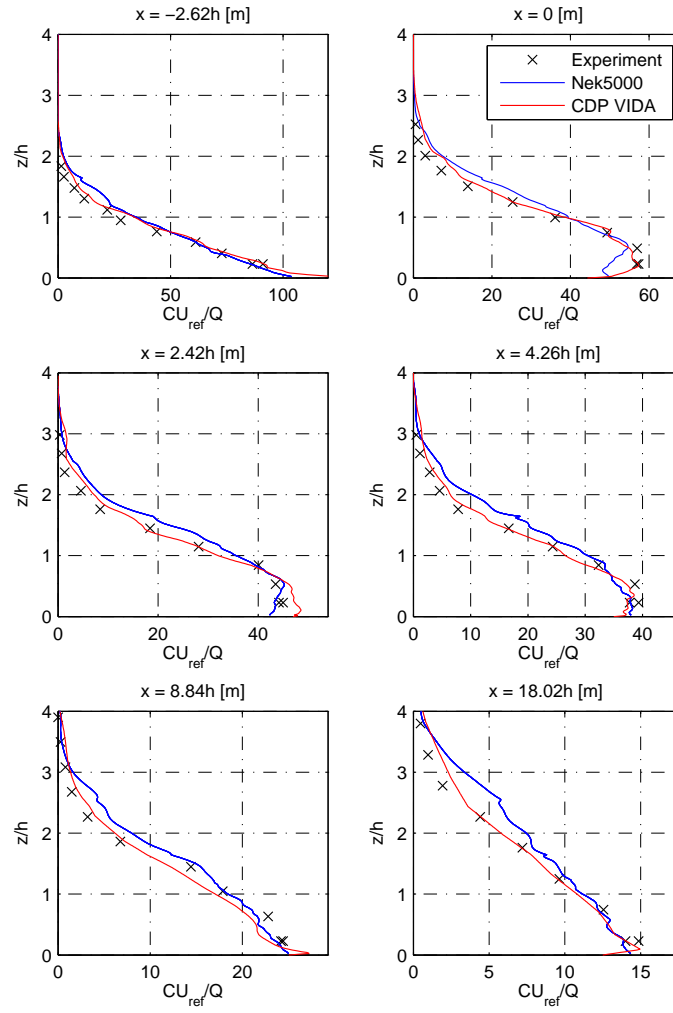 x = −2.62h [m]
4
3
2
1
0
z/h
0 50 100
CU_ref/Q
x = 0 [m]
Experiment
Nek5000
CDP VIDA
4
3
2
1
0
z/h
0 20 40 60
CU_ref/Q
x = 2.42h [m]
4
3
2
1
0
z/h
0 20 40
CU_ref/Q
x = 4.26h [m]
4
3
2
1
0
z/h
0 10 20 30 40
CU_ref/Q
x = 8.84h [m]
4
3
2
1
0
z/h
0 10 20
CU_ref/Q
x = 18.02h [m]
4
3
2
1
0
z/h
0 5 10 15
CU_ref/Q